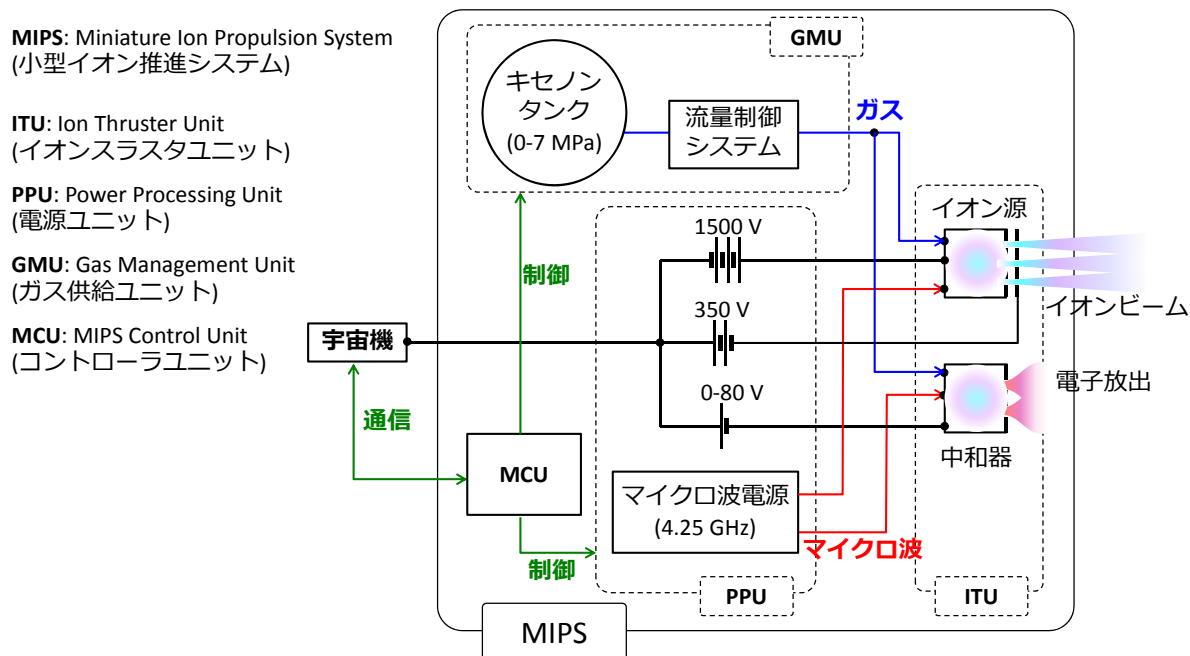 MIPS: Miniature Ion Propulsion System
(小型イオン推進システム)
ITU: Ion Thruster Unit
(イオンスラスタユニット)
PPU: Power Processing Unit
(電源ユニット)
GMU: Gas Management Unit
(ガス供給ユニット)
MCU: MIPS Control Unit
(コントローラユニット)
GMU
キセノン
タンク
(0-7 MPa)
流量制御
システム
ガス
イオン源
1500 V
制御
イオンビーム
350 V
宇宙機
0-80 V
電子放出
通信
中和器
MCU
マイクロ波電源
(4.25 GHz)
マイクロ波
制御
PPU
ITU
MIPS